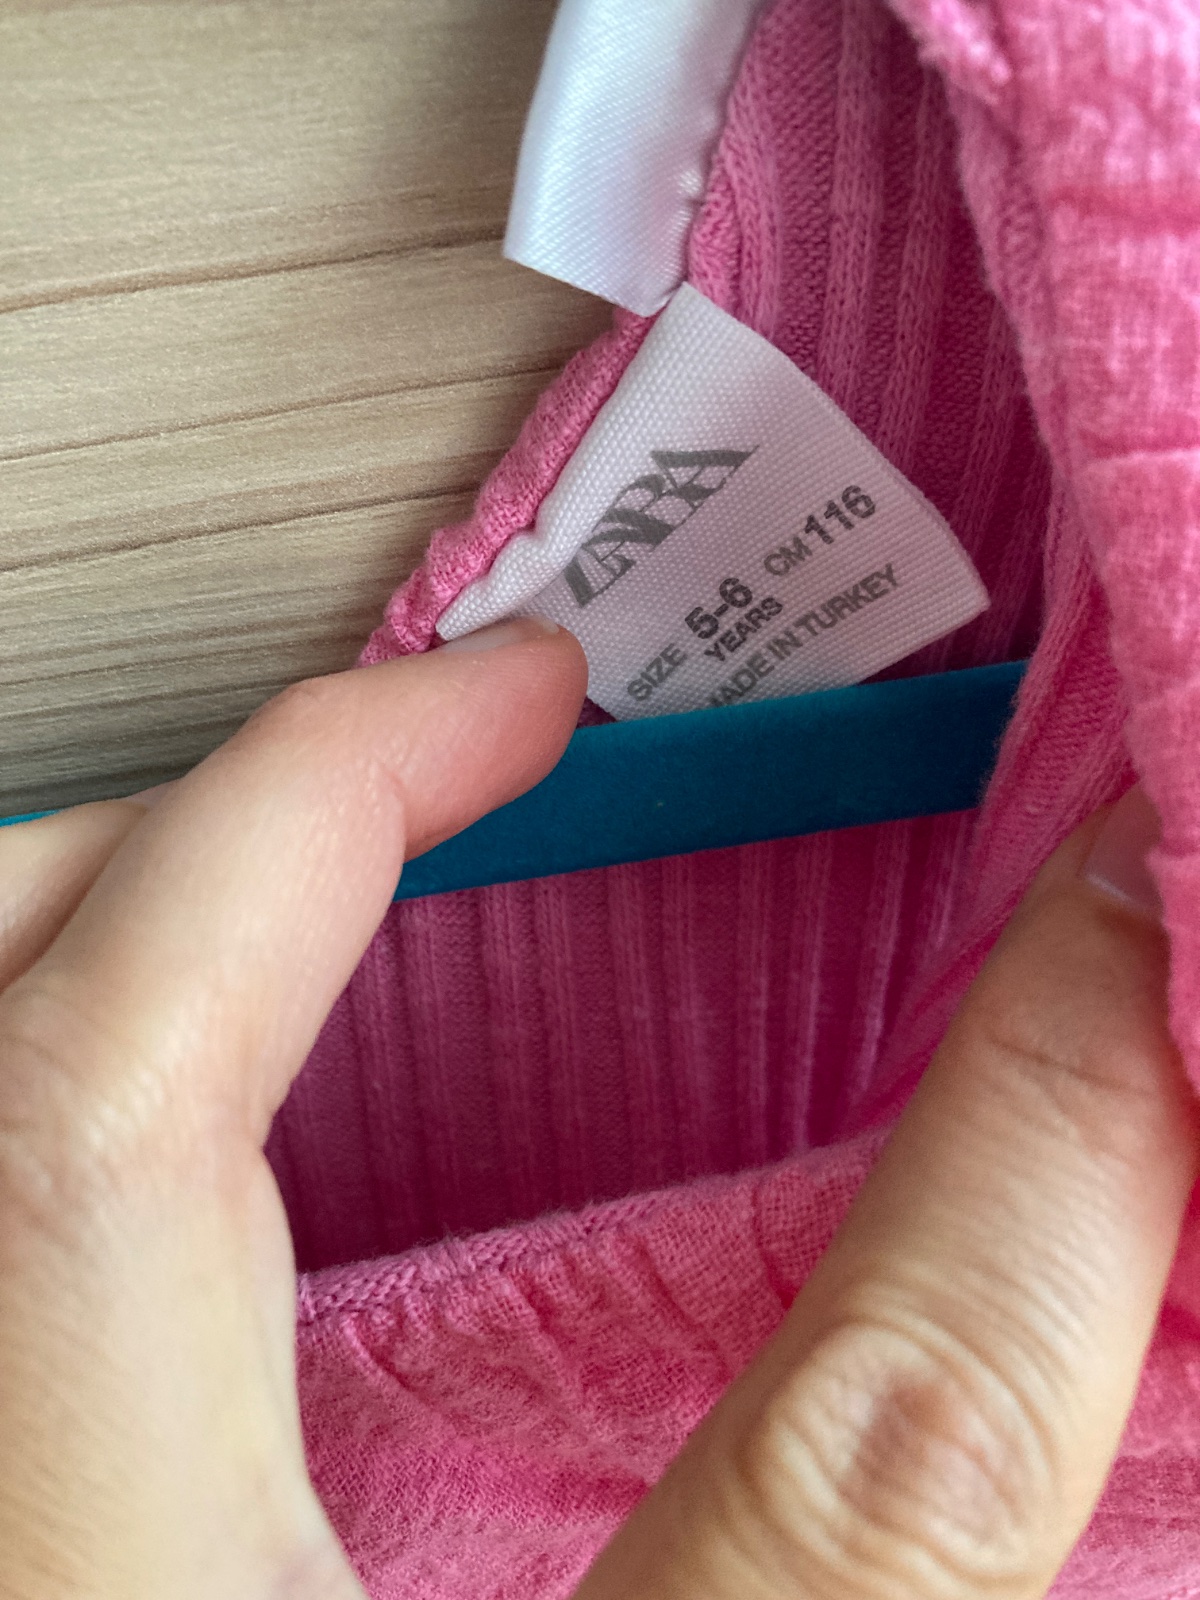 ZARA
SIZE 5-6 CM 116
YEARS
MADE IN TURKEY